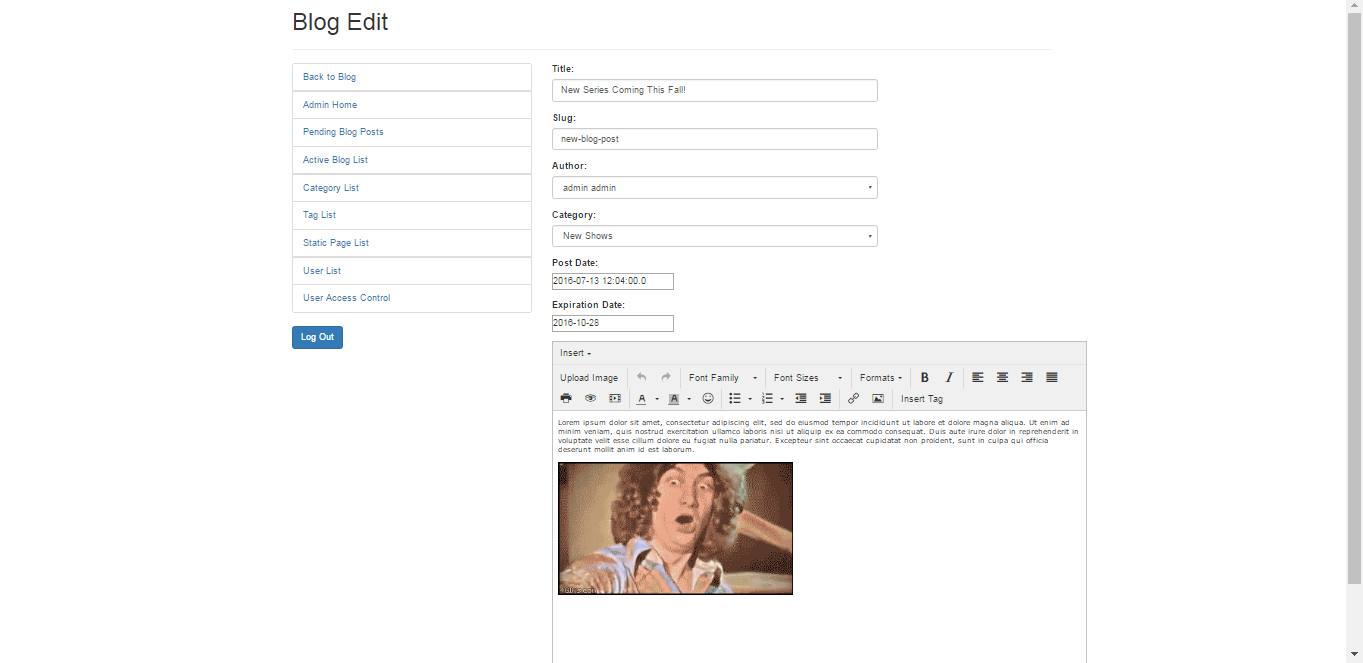 Blog Edit
Back to Blog
Admin Home
Pending Blog Posts
Active Blog List
Category List
Tag List
Static Page List
User List
User Access Control
Log Out
Title:
New Series Coming This Fall!
Slug:
new-blog-post
Author:
admin admin
Category:
New Shows
Post Date:
2016-07-13 12:04:00.0
Expiration Date:
2016-10-28
Insert
Upload Image Font Family Font Sizes Formats B I
A A Insert Tag
Lorem ipsum dolor sit amet, consectetur adipiscing elit, sed do eiusmod tempor incididunt ut labore et dolore magna aliqua. Ut enim ad
minim veniam, quis nostrud exercitation ullamco laboris nisi ut aliquip ex ea commodo consequat. Duis aute irure dolor in reprehenderit in
voluptate velit esse cillum dolore eu fugiat nulla pariatur. Excepteur sint occaecat cupidatat non proident, sunt in culpa qui officia
deserunt mollit anim id est laborum.